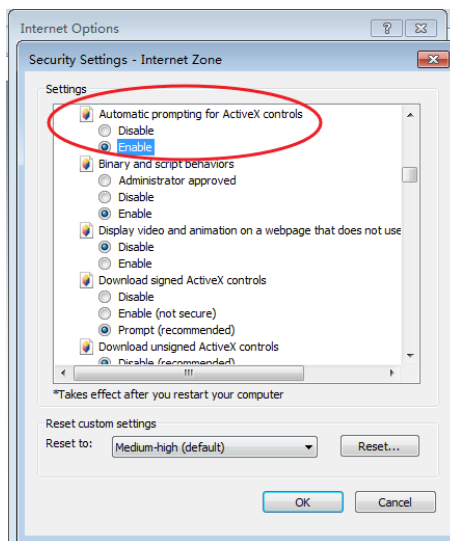 Internet Options
Security Settings - Internet Zone
Settings
Automatic prompting for ActiveX controls
Disable
Enable
Binary and script behaviors
Administrator approved
Disable
Enable
Display video and animation on a webpage that does not use
Disable
Enable
Download signed ActiveX controls
Disable
Enable (not secure)
Prompt (recommended)
Download unsigned ActiveX controls
Disable (recommended)
*Takes effect after you restart your computer
Reset custom settings
Reset to:
Medium-high (default)
Reset...
OK
Cancel